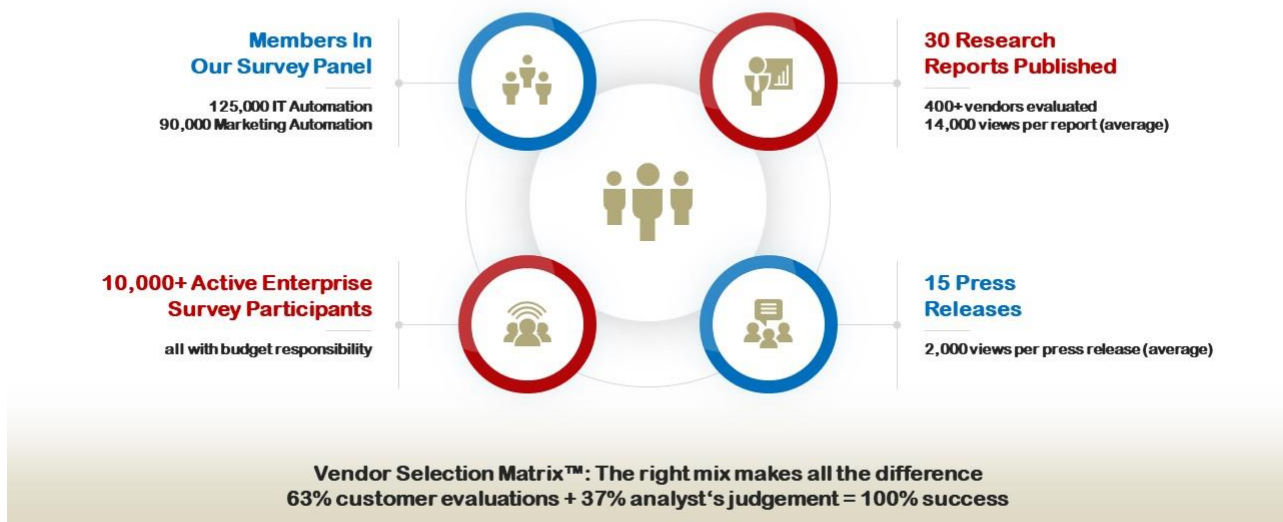 Members In
Our Survey Panel
125,000 IT Automation
90,000 Marketing Automation
30 Research
Reports Published
400+ vendors evaluated
14,000 views per report (average)
10,000+ Active Enterprise
Survey Participants
all with budget responsibility
15 Press
Releases
2,000 views per press release (average)
Vendor Selection Matrix™: The right mix makes all the difference
63% customer evaluations + 37% analyst‘s judgement = 100% success